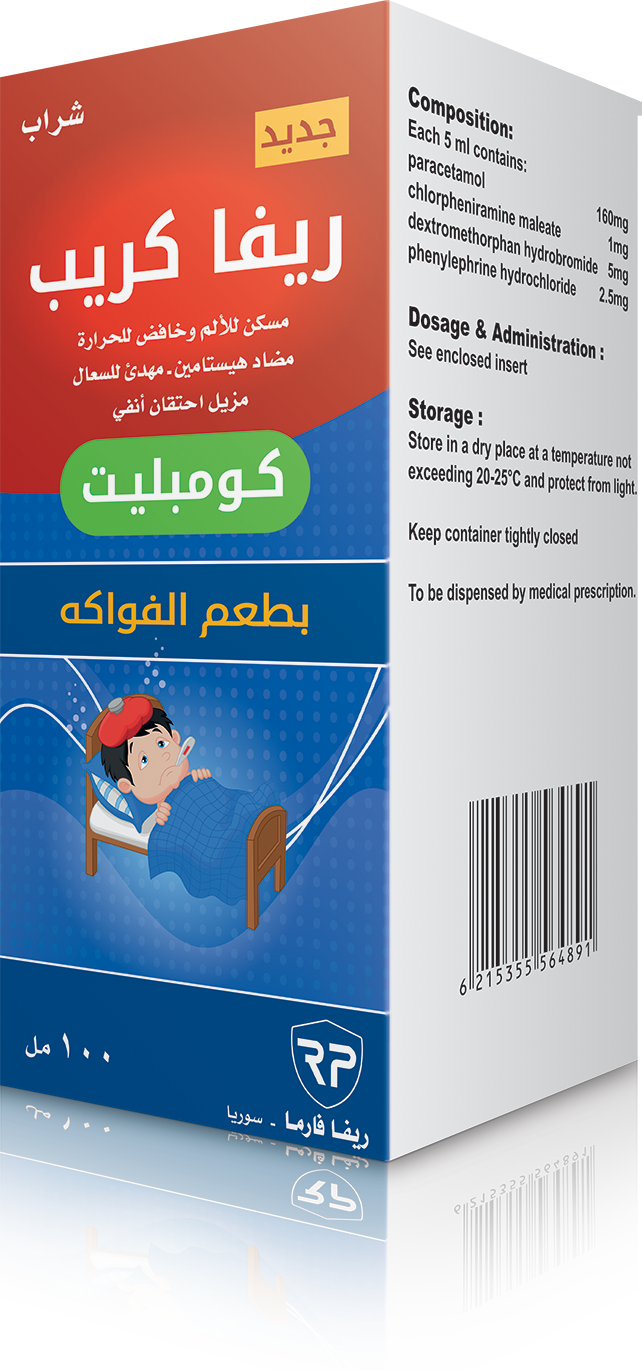 شراب
جديد
ريفا كريب
مسكن للألم وخافض للحرارة
مضاد هيستامين - مهدئ للسعال
مزيل احتقان أنفي
كومبليت
بطعم الفواكه
١٠٠ مل
RP
ريفا فارما - سوريا
Composition:
Each 5 ml contains:
paracetamol 160mg
chlorpheniramine maleate 1mg
dextromethorphan hydrobromide 5mg
phenylephrine hydrochloride 2.5mg
Dosage & Administration :
See enclosed insert
Storage :
Store in a dry place at a temperature not
exceeding 20-25°C and protect from light.
Keep container tightly closed
To be dispensed by medical prescription.
6 215355 564891